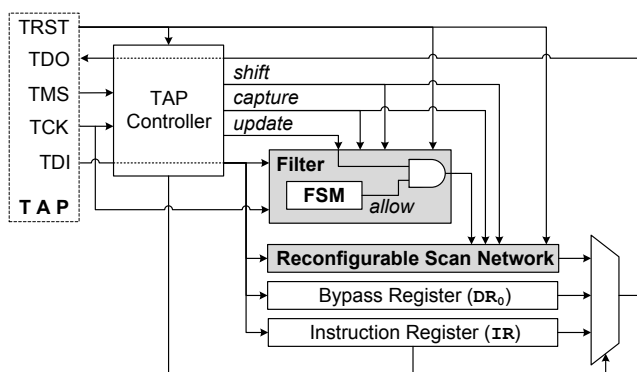 TRST
TDO
TMS
TCK
TDI
T A P
TAP
Controller
shift
capture
update
Filter
FSM
allow
Reconfigurable Scan Network
Bypass Register (DR₀)
Instruction Register (IR)